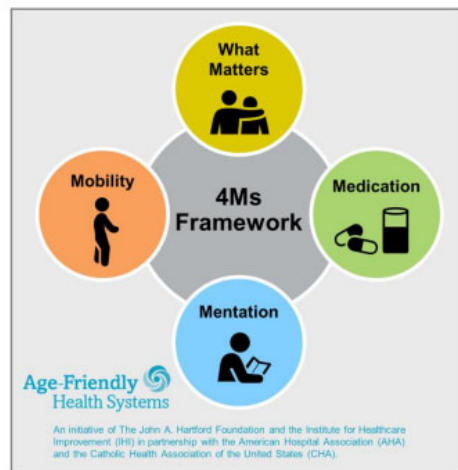 What
Matters
Mobility
4Ms
Framework
Medication
Mentation
Age-Friendly
Health Systems
An initiative of The John A. Hartford Foundation and the Institute for Healthcare
Improvement (IHI) in partnership with the American Hospital Association (AHA)
and the Catholic Health Association of the United States (CHA).